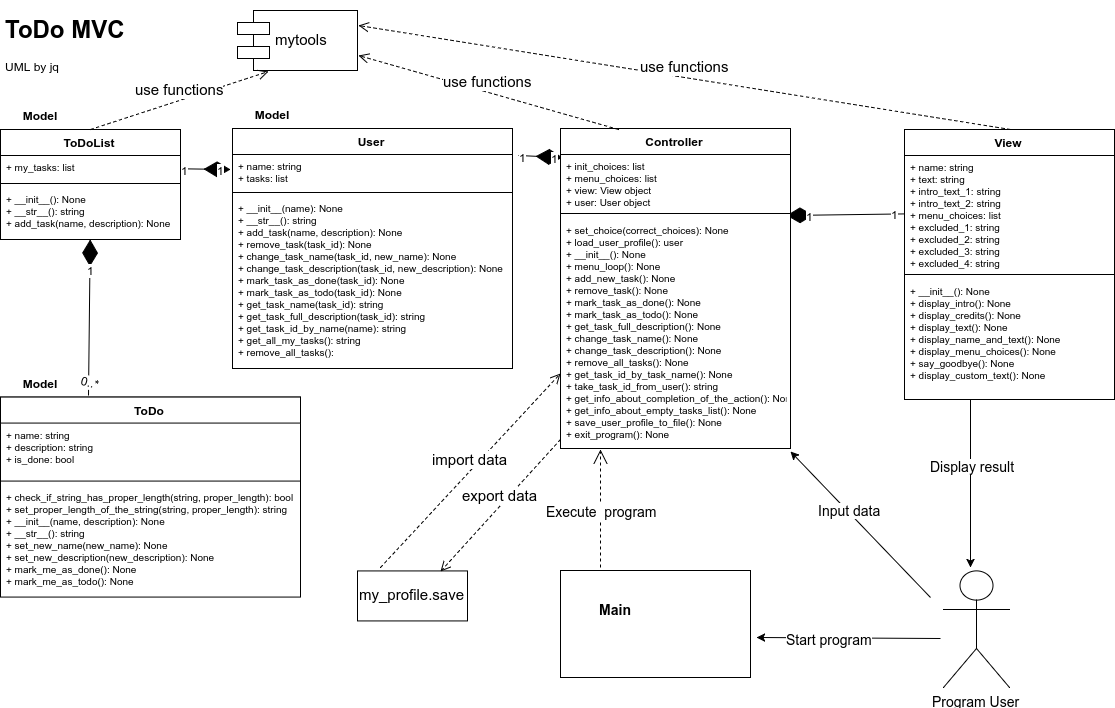 ToDo MVC
UML by jq
mytools
use functions
use functions
use functions
Model
ToDoList
+ my_tasks: list
+ __init__(): None
+ __str__(): string
+ add_task(name, description): None
1
1
1
0..*
Model
User
+ name: string
+ tasks: list
+ __init__(name): None
+ __str__(): string
+ add_task(name, description): None
+ remove_task(task_id): None
+ change_task_name(task_id, new_name): None
+ change_task_description(task_id, new_description): None
+ mark_task_as_done(task_id): None
+ mark_task_as_todo(task_id): None
+ get_task_name(task_id): string
+ get_task_full_description(task_id): string
+ get_task_id_by_name(name): string
+ get_all_my_tasks(): string
+ remove_all_tasks():
1
1
Controller
+ init_choices: list
+ menu_choices: list
+ view: View object
+ user: User object
+ set_choice(correct_choices): None
+ load_user_profile(): user
+ __init__(): None
+ menu_loop(): None
+ add_new_task(): None
+ remove_task(): None
+ mark_task_as_done(): None
+ mark_task_as_todo(): None
+ get_task_full_description(): None
+ change_task_name(): None
+ change_task_description(): None
+ remove_all_tasks(): None
+ get_task_id_by_task_name(): None
+ take_task_id_from_user(): string
+ get_info_about_completion_of_the_action(): No
+ get_info_about_empty_tasks_list(): None
+ save_user_profile_to_file(): None
+ exit_program(): None
1
1
View
+ name: string
+ text: string
+ intro_text_1: string
+ intro_text_2: string
+ menu_choices: list
+ excluded_1: string
+ excluded_2: string
+ excluded_3: string
+ excluded_4: string
+ __init__(): None
+ display_intro(): None
+ display_credits(): None
+ display_text(): None
+ display_name_and_text(): None
+ display_menu_choices(): None
+ say_goodbye(): None
+ display_custom_text(): None
Model
ToDo
+ name: string
+ description: string
+ is_done: bool
+ check_if_string_has_proper_length(string, proper_length): bool
+ set_proper_length_of_the_string(string, proper_length): string
+ __init__(name, description): None
+ __str__(): string
+ set_new_name(new_name): None
+ set_new_description(new_description): None
+ mark_me_as_done(): None
+ mark_me_as_todo(): None
import data
export data
Execute program
Input data
Display result
my_profile.save
Main
Start program
Program User